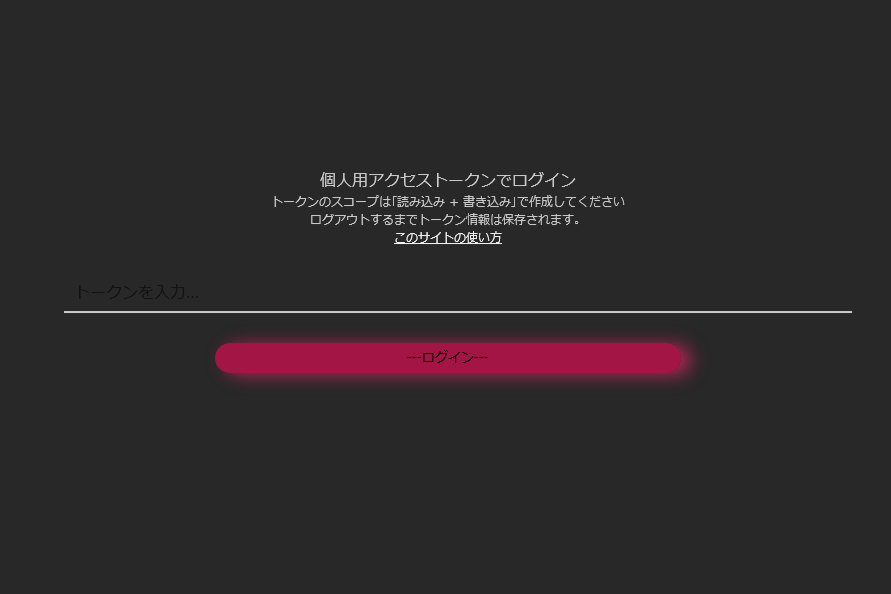 個人用アクセストークンでログイン
トークンのスコープは｢読み込み + 書き込み｣で作成してください
ログアウトするまでトークン情報は保存されます。
このサイトの使い方
トークンを入力...
---ログイン---